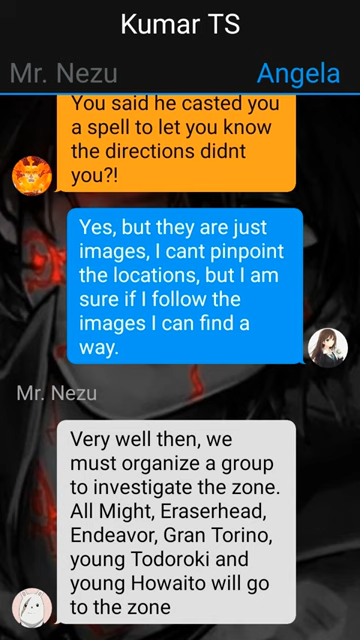 Kumar TS
Mr. Nezu
Angela
You said he casted you
a spell to let you know
the directions didnt
you?!
Yes, but they are just
images, I cant pinpoint
the locations, but I am
sure if I follow the
images I can find a
way.
Mr. Nezu
Very well then, we
must organize a group
to investigate the zone.
All Might, Eraserhead,
Endeavor, Gran Torino,
young Todoroki and
young Howaito will go
to the zone